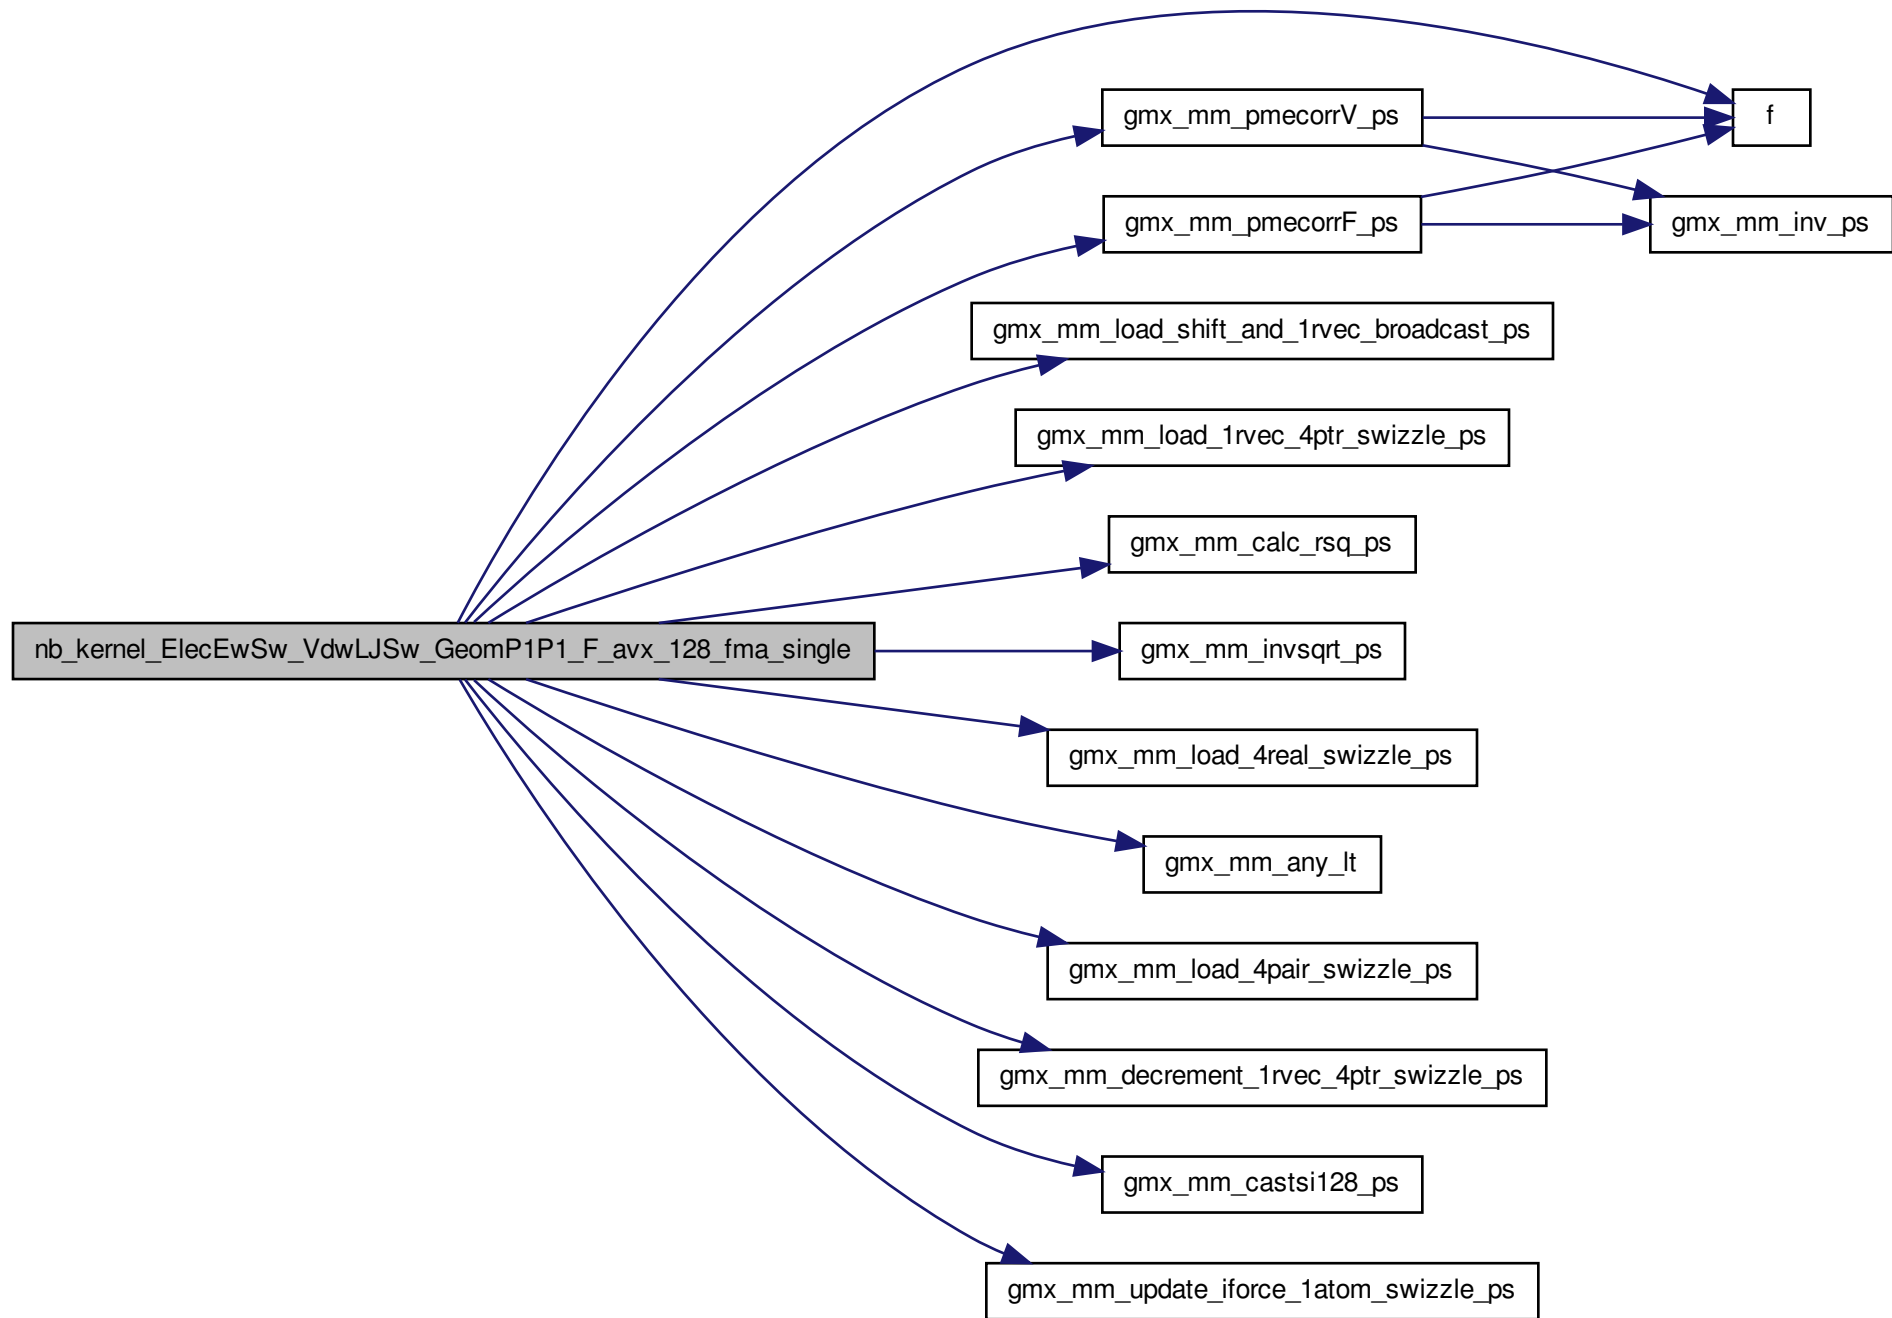 gmx_mm_pmecorrV_ps
f
gmx_mm_pmecorrF_ps
gmx_mm_inv_ps
gmx_mm_load_shift_and_1rvec_broadcast_ps
gmx_mm_load_1rvec_4ptr_swizzle_ps
gmx_mm_calc_rsq_ps
nb_kernel_ElecEwSw_VdwLJSw_GeomP1P1_F_avx_128_fma_single
gmx_mm_invsqrt_ps
gmx_mm_load_4real_swizzle_ps
gmx_mm_any_lt
gmx_mm_load_4pair_swizzle_ps
gmx_mm_decrement_1rvec_4ptr_swizzle_ps
gmx_mm_castsi128_ps
gmx_mm_update_iforce_1atom_swizzle_ps